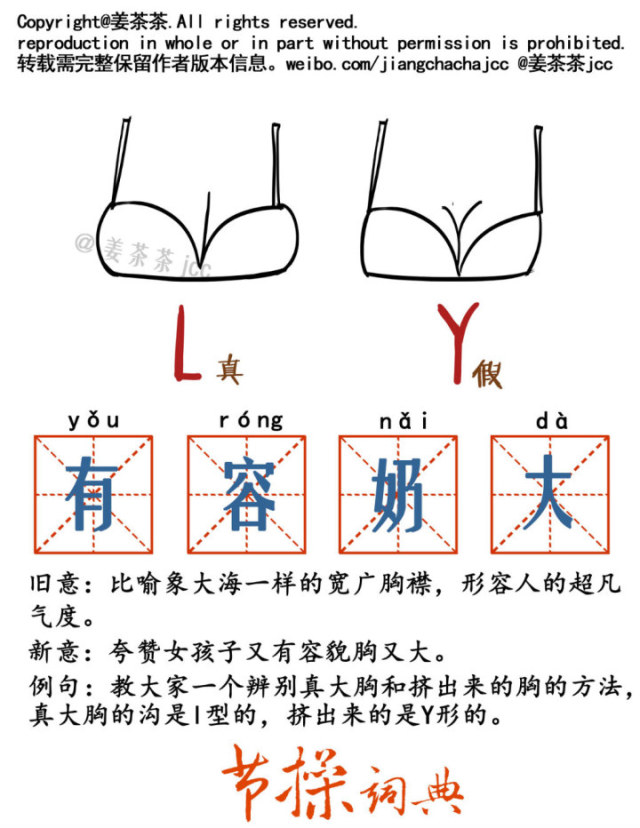 Copyright@姜茶茶.All rights reserved.
reproduction in whole or in part without permission is prohibited.
转载需完整保留作者版本信息。weibo.com/jiangchachajcc @姜茶茶jcc
@姜茶茶jcc
L真 Y假
yǒu róng nǎi dà
有容奶大
旧意：比喻象大海一样的宽广胸襟，形容人的超凡
气度。
新意：夸赞女孩子又有容貌胸又大。
例句：教大家一个辨别真大胸和挤出来的胸的方法，
真大胸的沟是l型的，挤出来的是Y形的。
节操词典